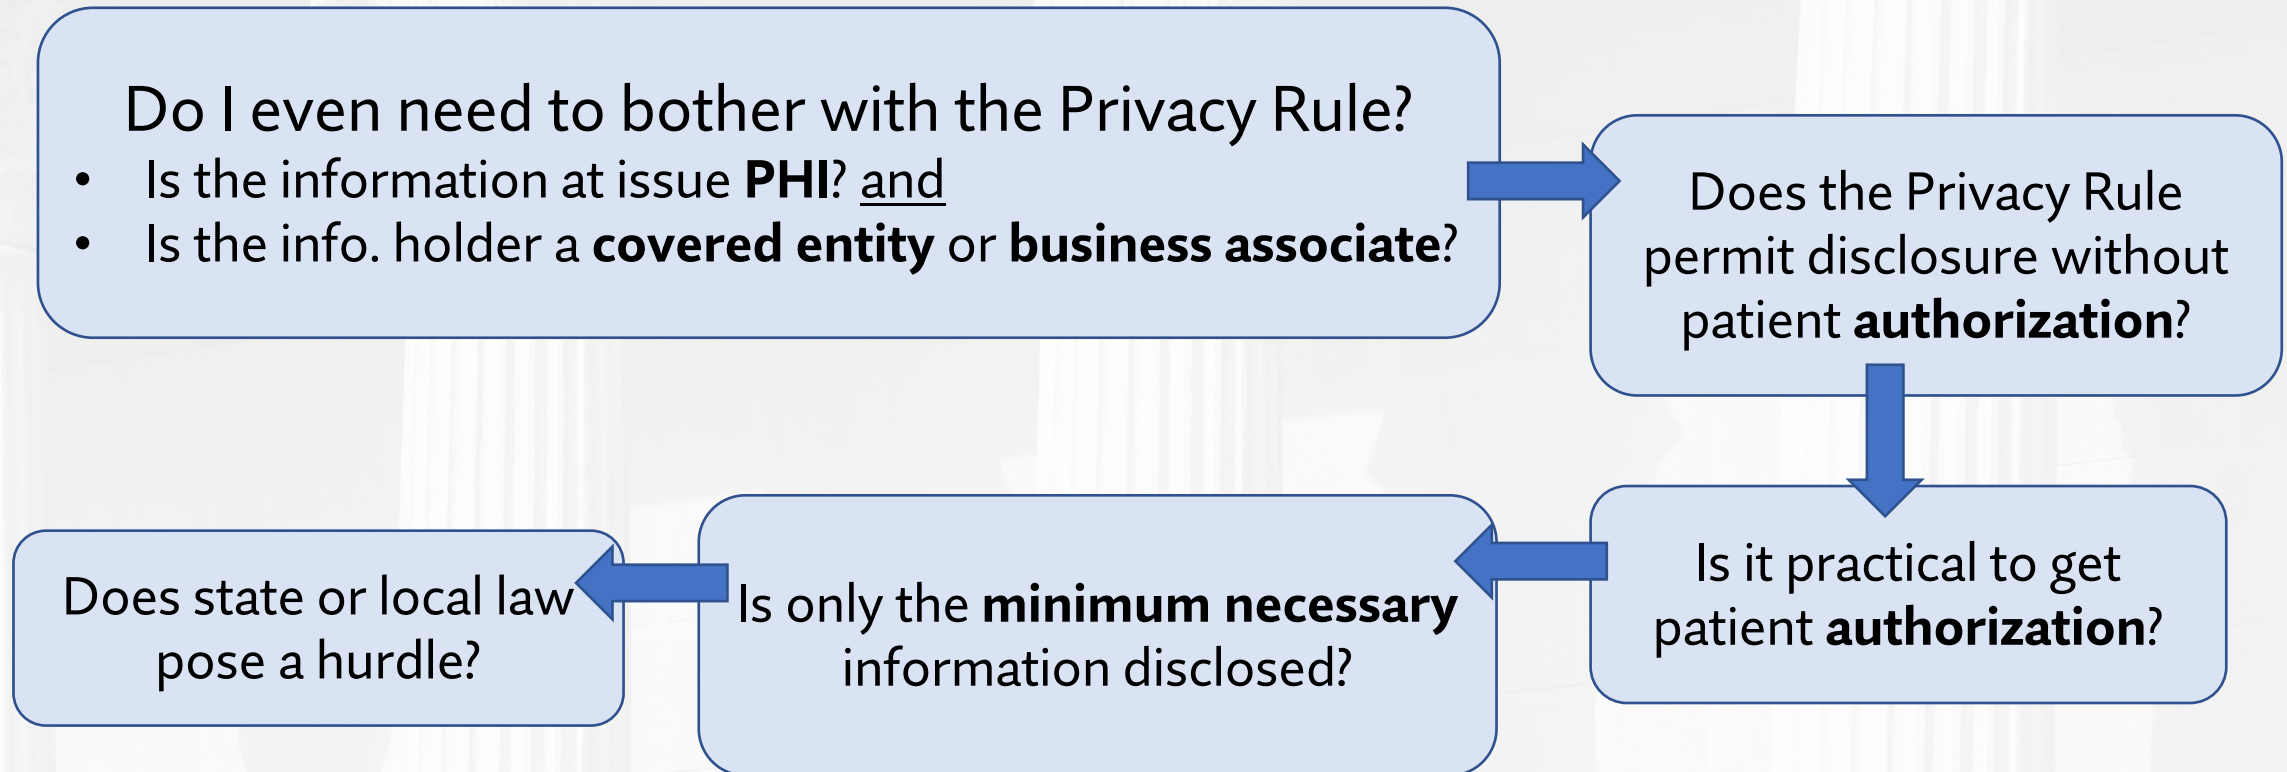 Do I even need to bother with the Privacy Rule?
• Is the information at issue PHI? and
• Is the info. holder a covered entity or business associate?
Does the Privacy Rule
permit disclosure without
patient authorization?
Is it practical to get
patient authorization?
Is only the minimum necessary
information disclosed?
Does state or local law
pose a hurdle?